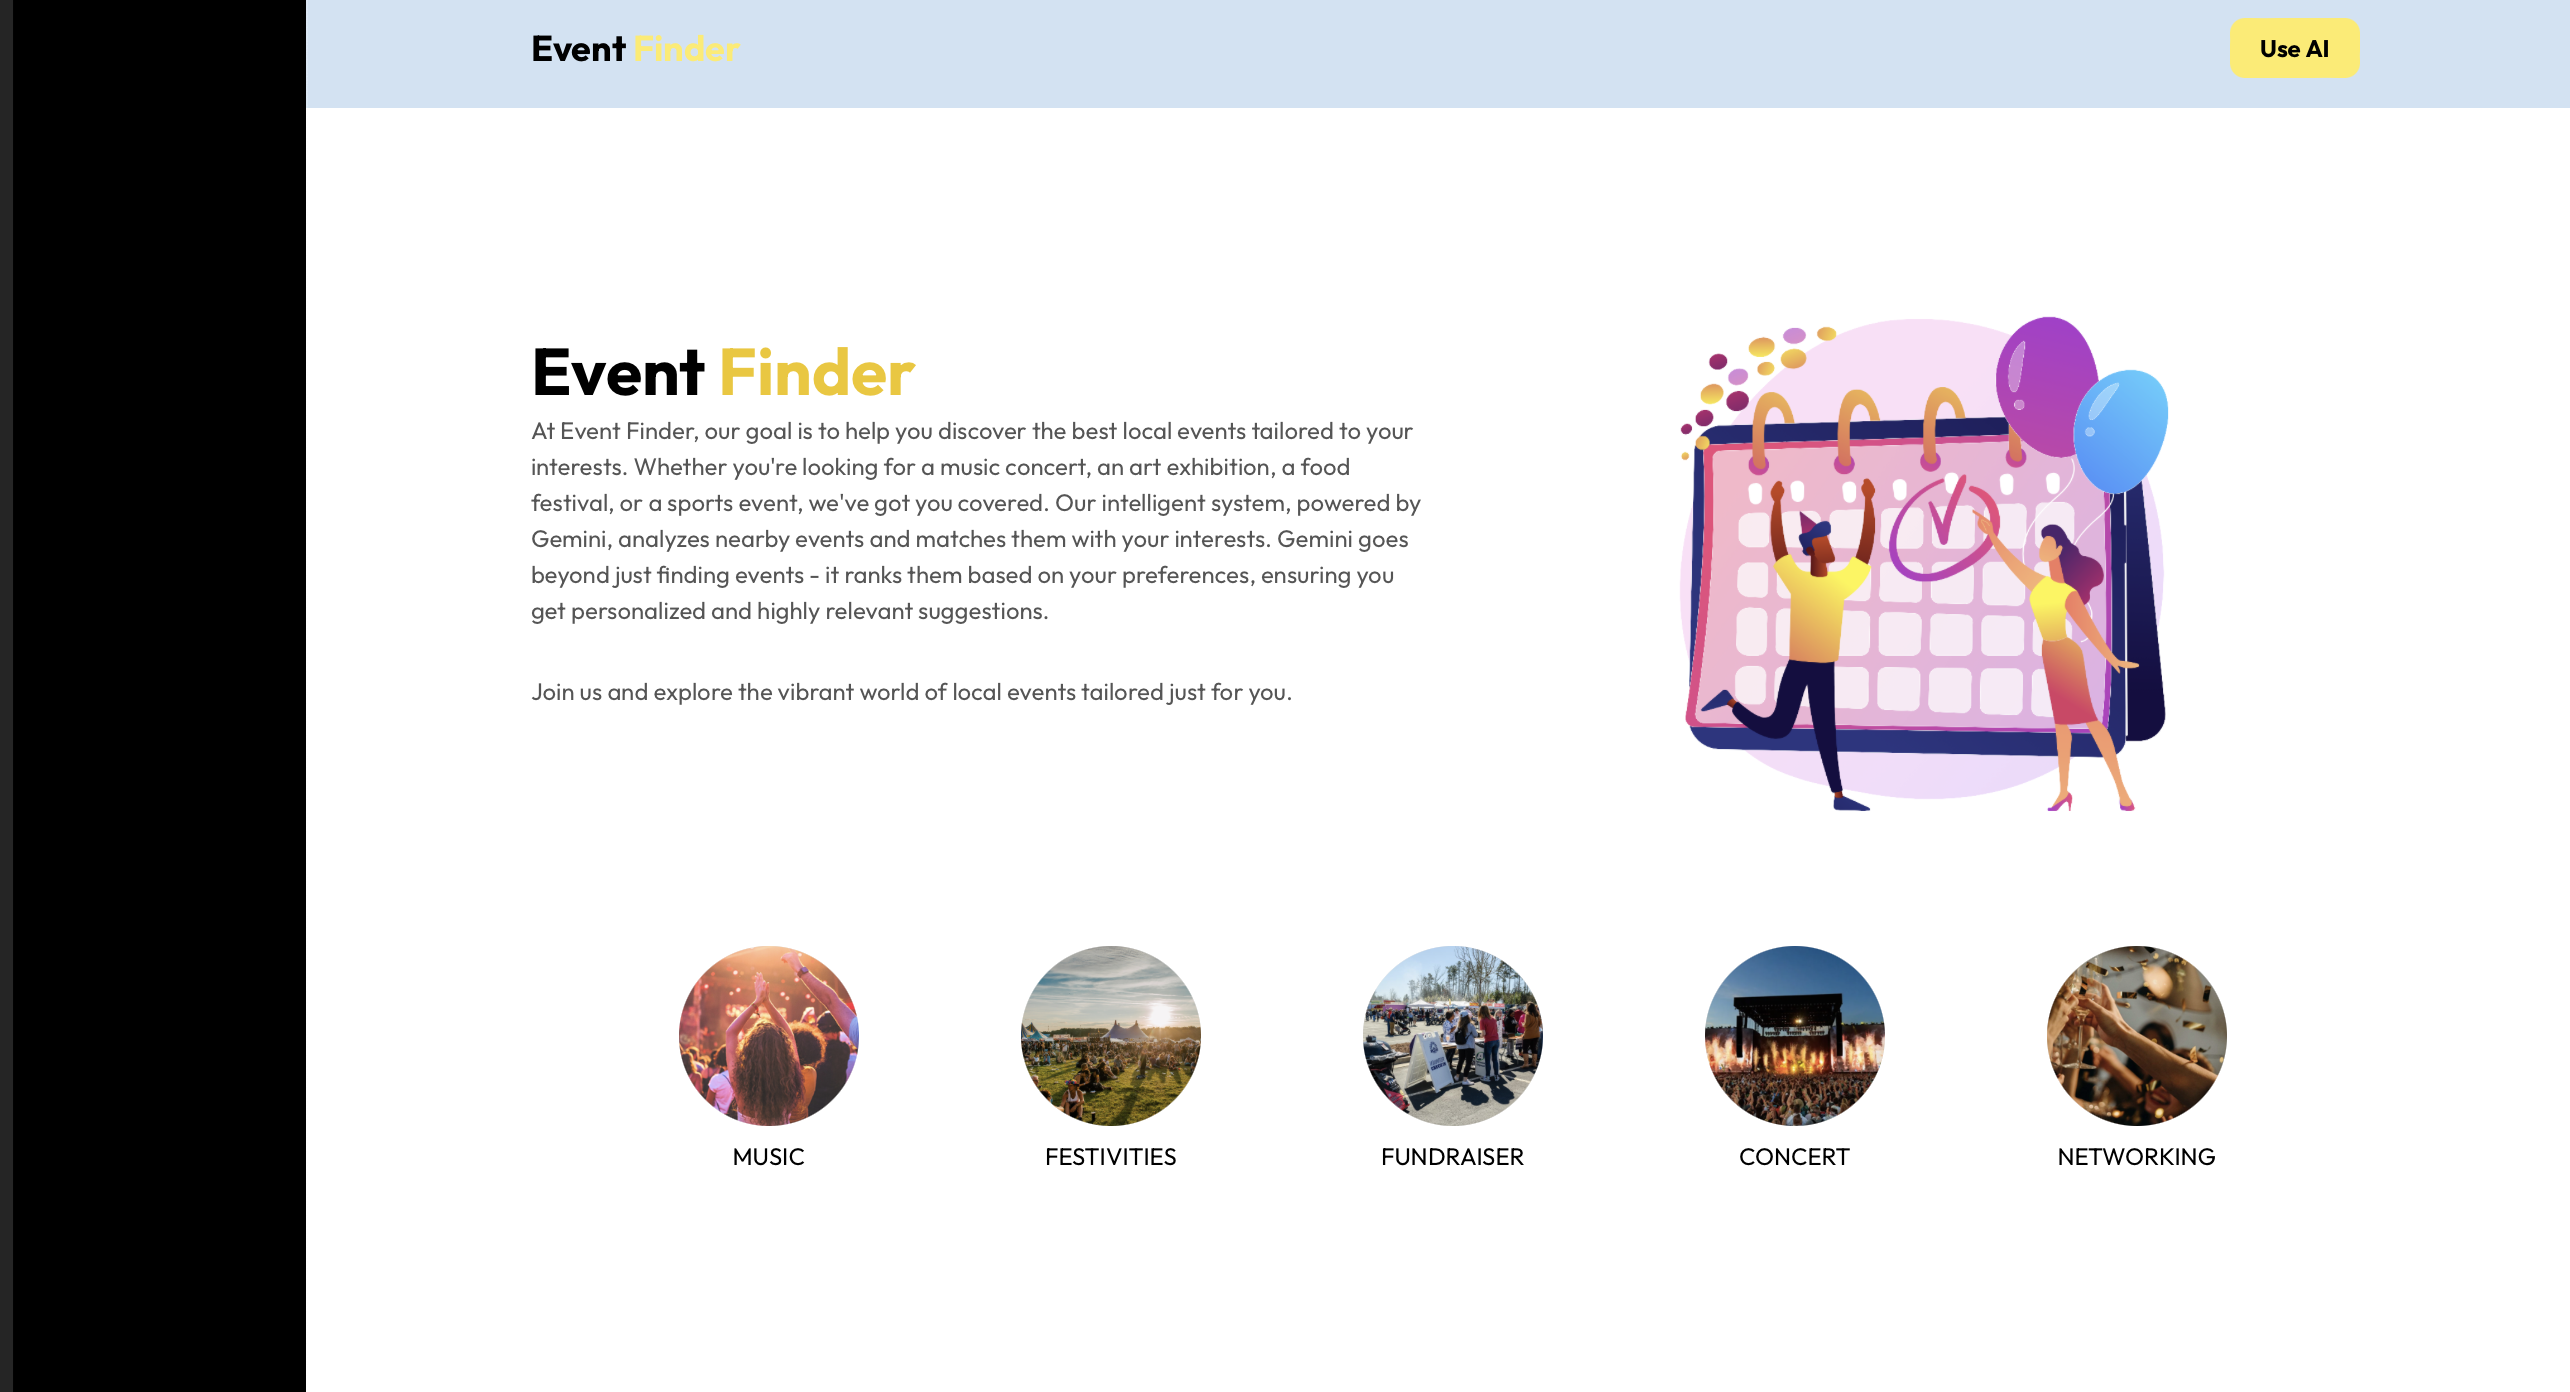 Event Finder
Use AI
Event Finder
At Event Finder, our goal is to help you discover the best local events tailored to your
interests. Whether you're looking for a music concert, an art exhibition, a food
festival, or a sports event, we've got you covered. Our intelligent system, powered by
Gemini, analyzes nearby events and matches them with your interests. Gemini goes
beyond just finding events - it ranks them based on your preferences, ensuring you
get personalized and highly relevant suggestions.
Join us and explore the vibrant world of local events tailored just for you.
MUSIC
FESTIVITIES
FUNDRAISER
CONCERT
NETWORKING